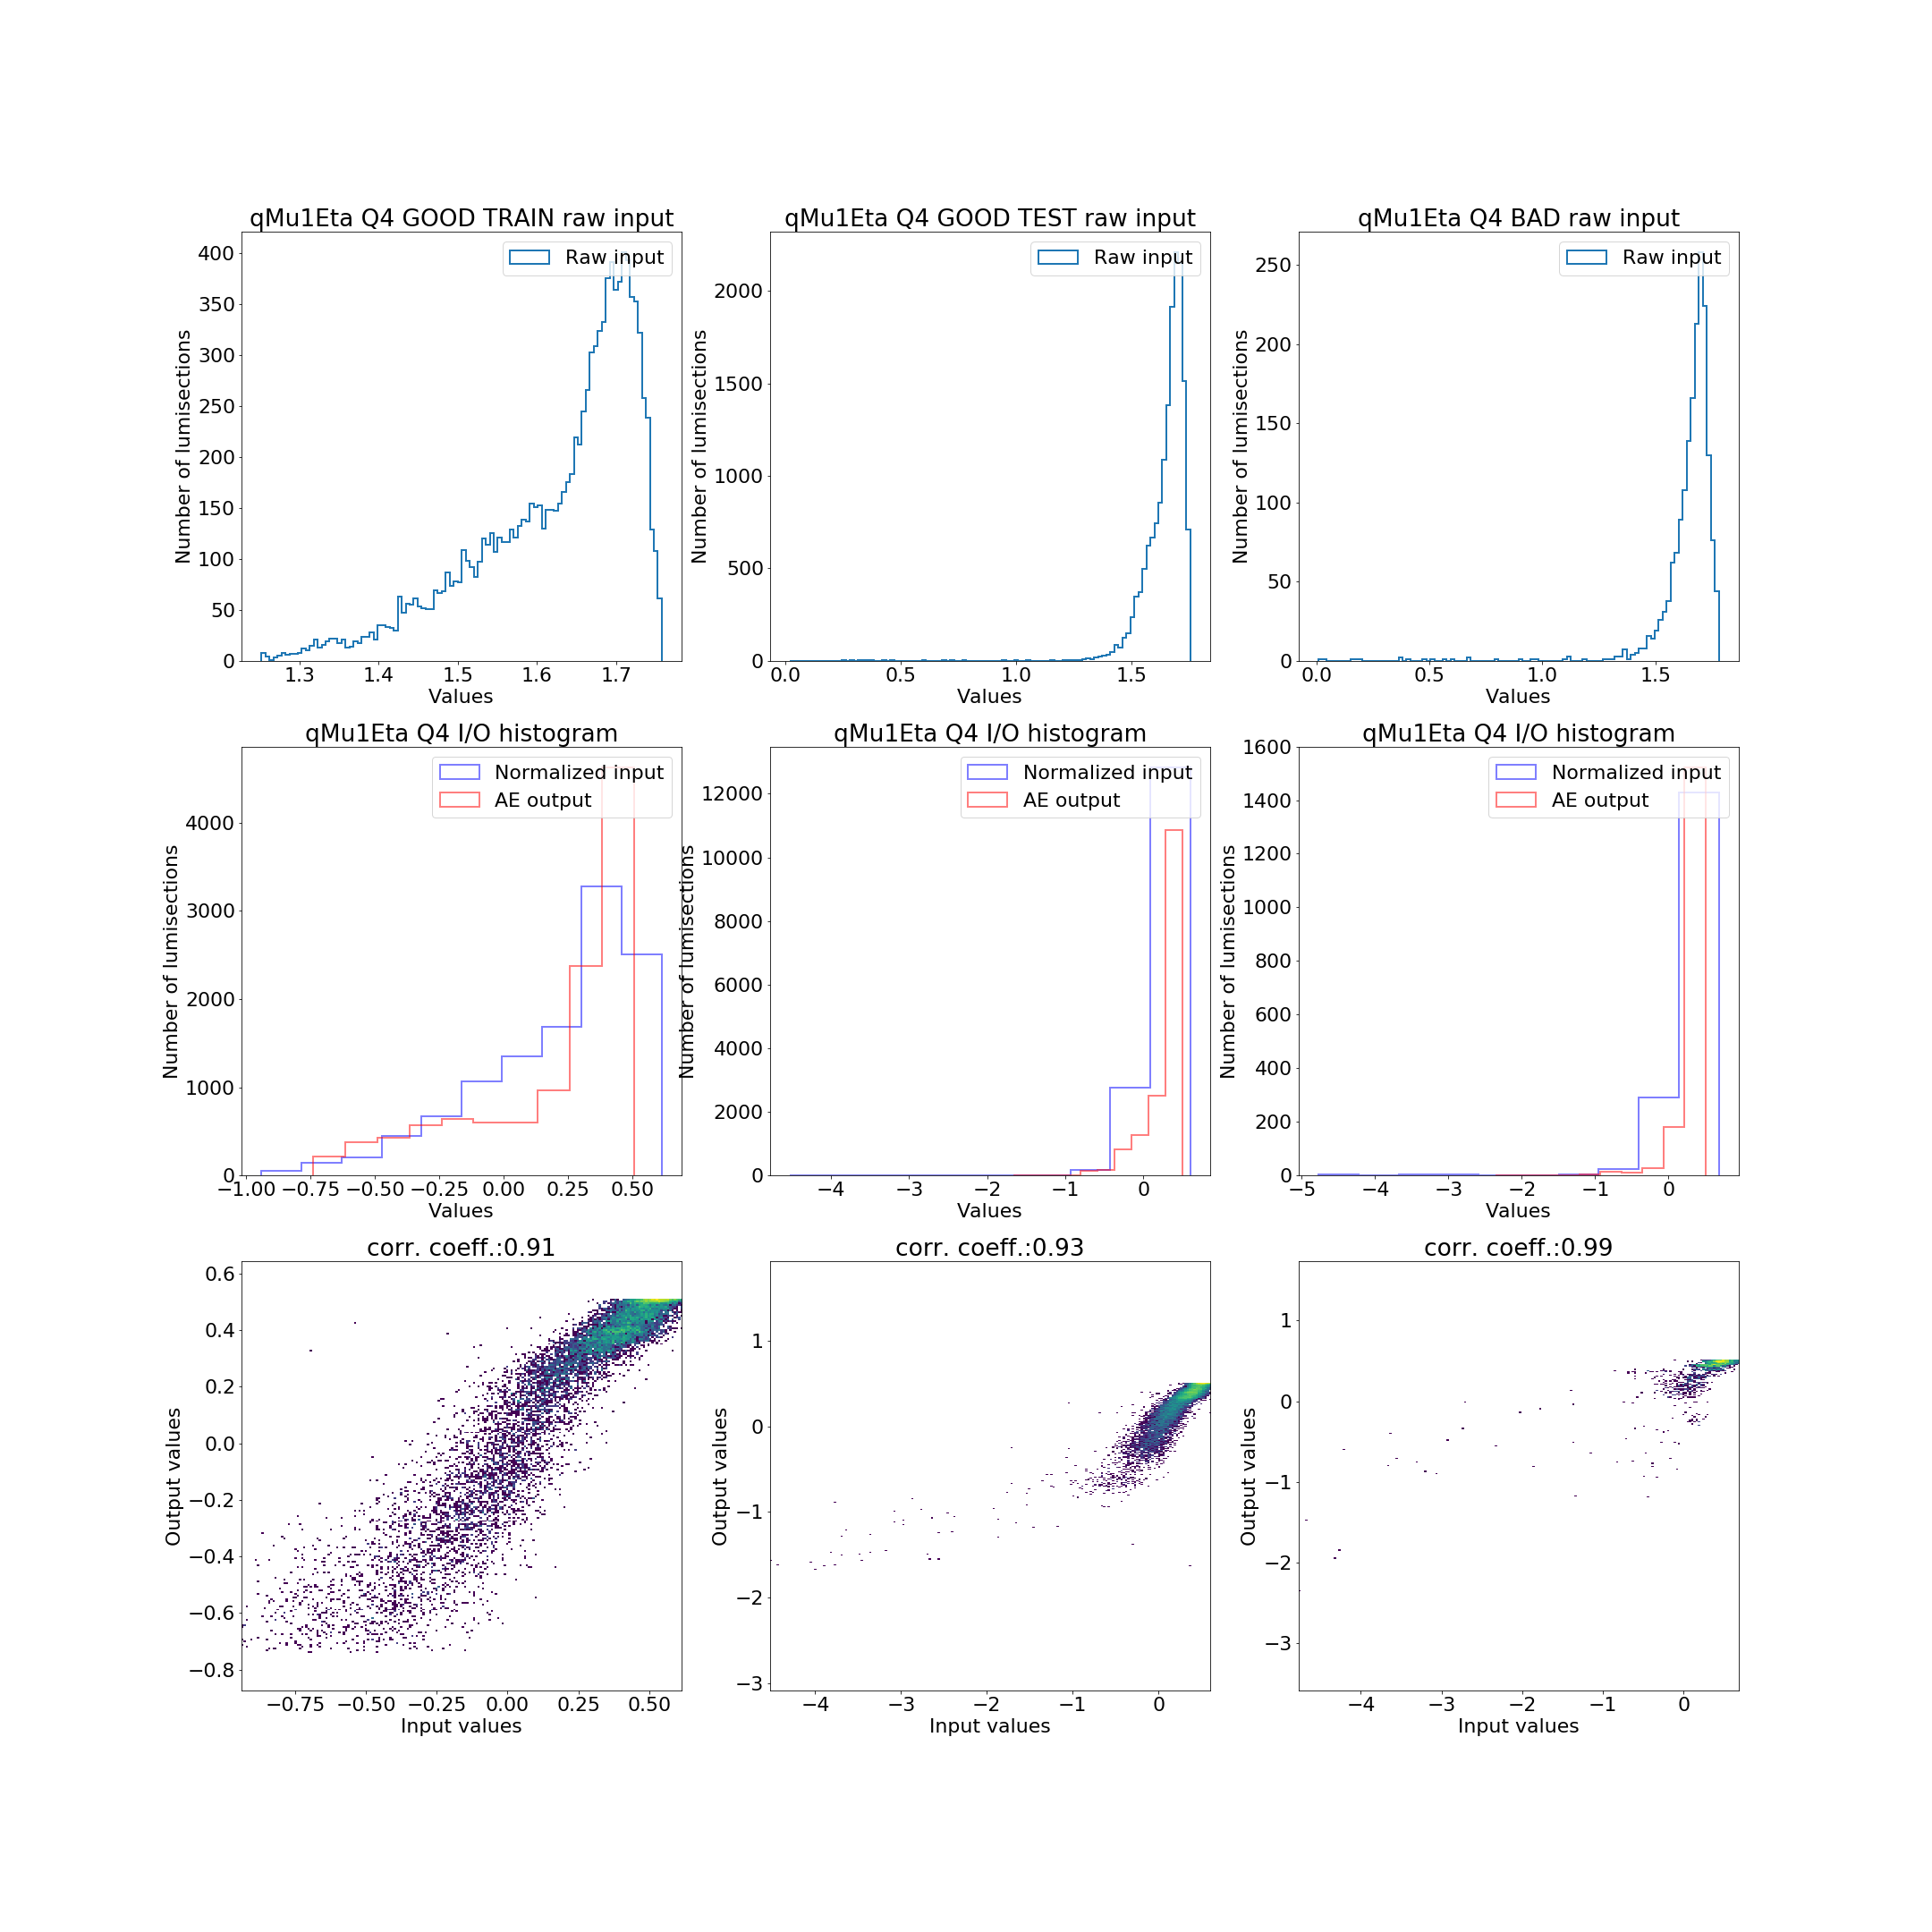 qMu1Eta Q4 GOOD TRAIN raw input
Raw input
400
350
300
250
200
150
100
50
0
Number of lumisections
1.3 1.4 1.5 1.6 1.7
Values
qMu1Eta Q4 GOOD TEST raw input
Raw input
2000
1500
1000
500
0
Number of lumisections
0.0 0.5 1.0 1.5
Values
qMu1Eta Q4 BAD raw input
Raw input
250
200
150
100
50
0
Number of lumisections
0.0 0.5 1.0 1.5
Values
qMu1Eta Q4 I/O histogram
Normalized input
AE output
4000
3000
2000
1000
0
Number of lumisections
−1.00 −0.75 −0.50 −0.25 0.00 0.25 0.50
Values
qMu1Eta Q4 I/O histogram
Normalized input
AE output
12000
10000
8000
6000
4000
2000
0
Number of lumisections
−4 −3 −2 −1 0
Values
qMu1Eta Q4 I/O histogram
Normalized input
AE output
1600
1400
1200
1000
800
600
400
200
0
Number of lumisections
−5 −4 −3 −2 −1 0
Values
corr. coeff.:0.91
0.6
0.4
0.2
0.0
−0.2
−0.4
−0.6
−0.8
Output values
−0.75 −0.50 −0.25 0.00 0.25 0.50
Input values
corr. coeff.:0.93
1
0
−1
−2
−3
Output values
−4 −3 −2 −1 0
Input values
corr. coeff.:0.99
1
0
−1
−2
−3
Output values
−4 −3 −2 −1 0
Input values